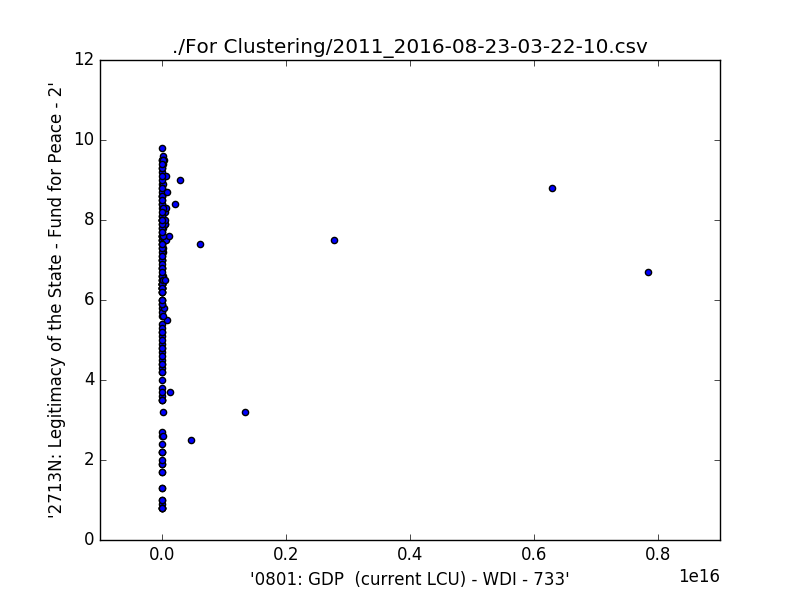 ./For Clustering/2011_2016-08-23-03-22-10.csv
'2713N: Legitimacy of the State - Fund for Peace - 2'
12
10
8
6
4
2
0
0.0 0.2 0.4 0.6 0.8
1e16
'0801: GDP  (current LCU) - WDI - 733'